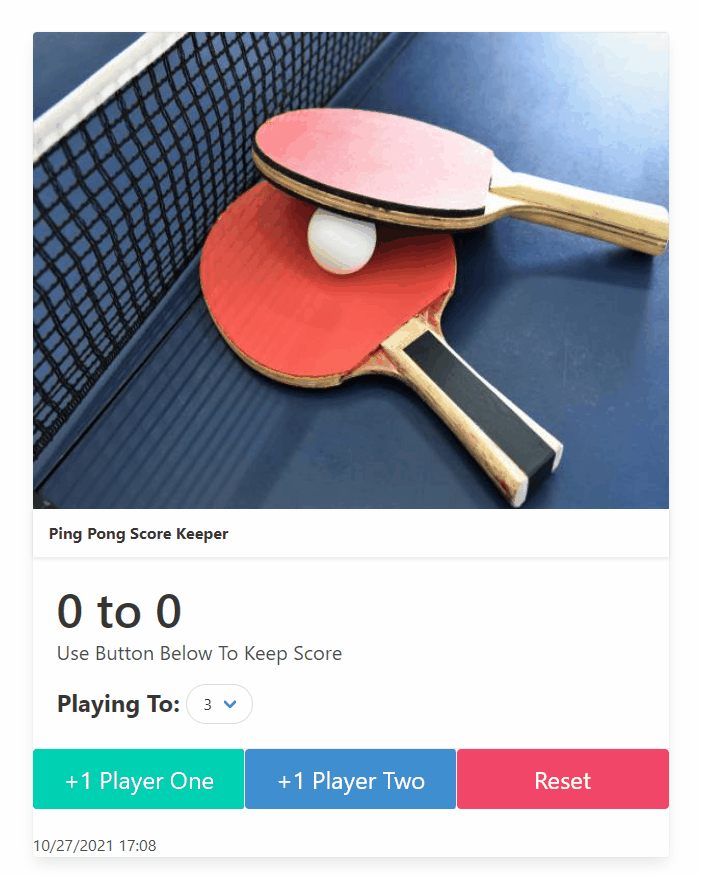 Ping Pong Score Keeper
0 to 0
Use Button Below To Keep Score
Playing To: 3
+1 Player One +1 Player Two Reset
10/27/2021 17:08